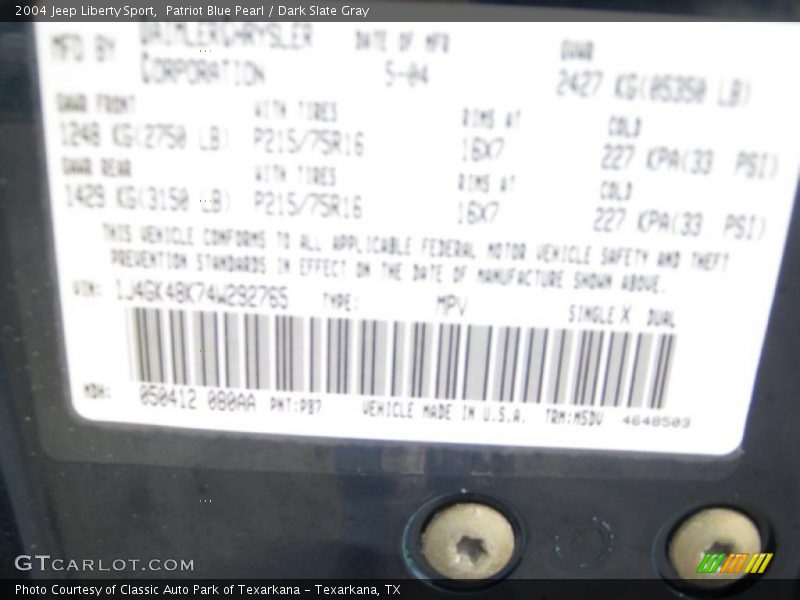 2004 Jeep Liberty Sport,  Patriot Blue Pearl / Dark Slate Gray
MFD BY DAIMLERCHRYSLER CORPORATION DATE OF MFR 5-04 GVWR 2427 KG(05350 LB)
GAWR FRONT WITH TIRES RIMS AT COLD
1248 KG(2750 LB) P215/75R16 16X7 227 KPA(33 PSI)
GAWR REAR WITH TIRES RIMS AT COLD
1429 KG(3150 LB) P215/75R16 16X7 227 KPA(33 PSI)
THIS VEHICLE CONFORMS TO ALL APPLICABLE FEDERAL MOTOR VEHICLE SAFETY AND THEFT
PREVENTION STANDARDS IN EFFECT ON THE DATE OF MANUFACTURE SHOWN ABOVE.
VIN: 1J4GK48K74W292765 TYPE: MPV SINGLE X DUAL
MDH: 050412 080AA PNT:PB7 VEHICLE MADE IN U.S.A. TRM:M5DV 4648503
GTCARLOT.COM
Photo Courtesy of Classic Auto Park of Texarkana – Texarkana, TX